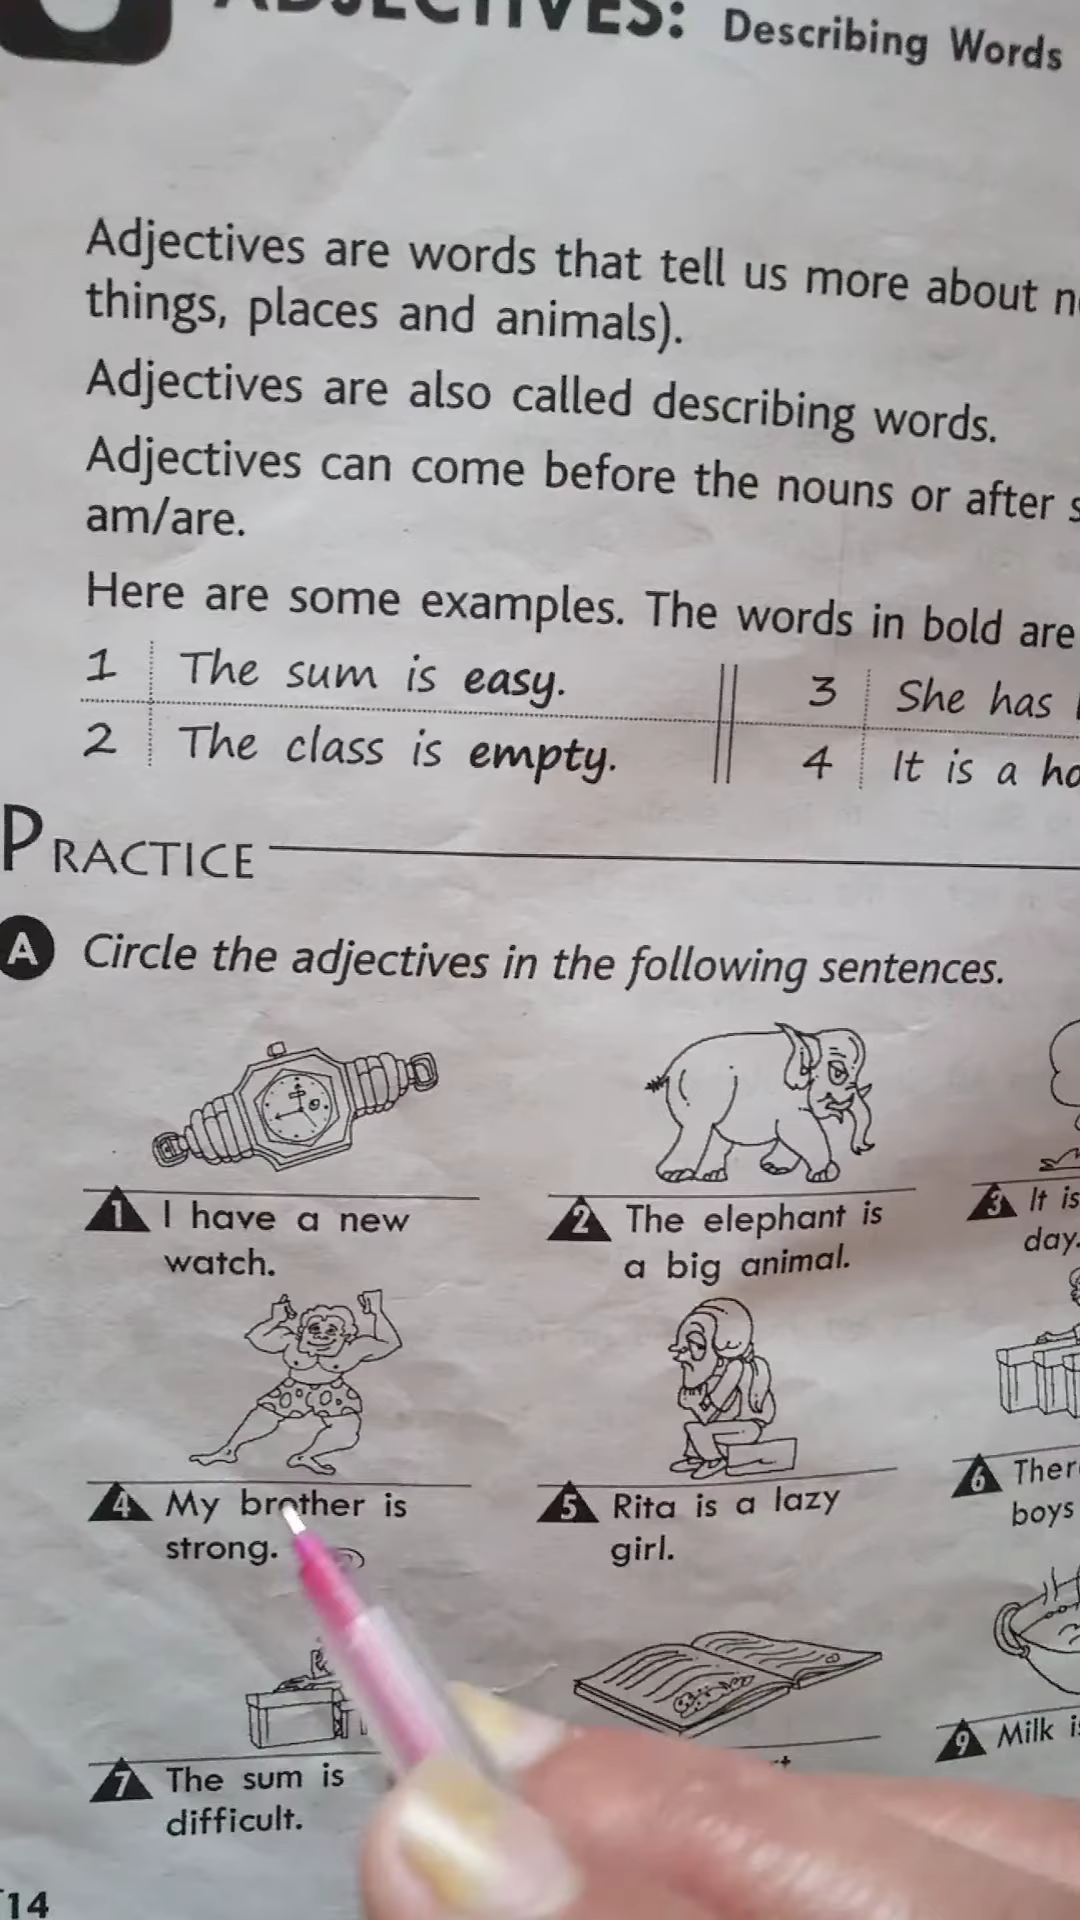 ADJECTIVES: Describing Words
Adjectives are words that tell us more about
things, places and animals).
Adjectives are also called describing words.
Adjectives can come before the nouns or after
am/are.
Here are some examples. The words in bold are
1 The sum is easy.
3 She has
2 The class is empty.
4 It is a
PRACTICE
A Circle the adjectives in the following sentences.
1 I have a new
watch.
2 The elephant is
a big animal.
3 It is
day.
4 My brother is
strong.
5 Rita is a lazy
girl.
6
boys
7 The sum is
difficult.
9 Milk
14